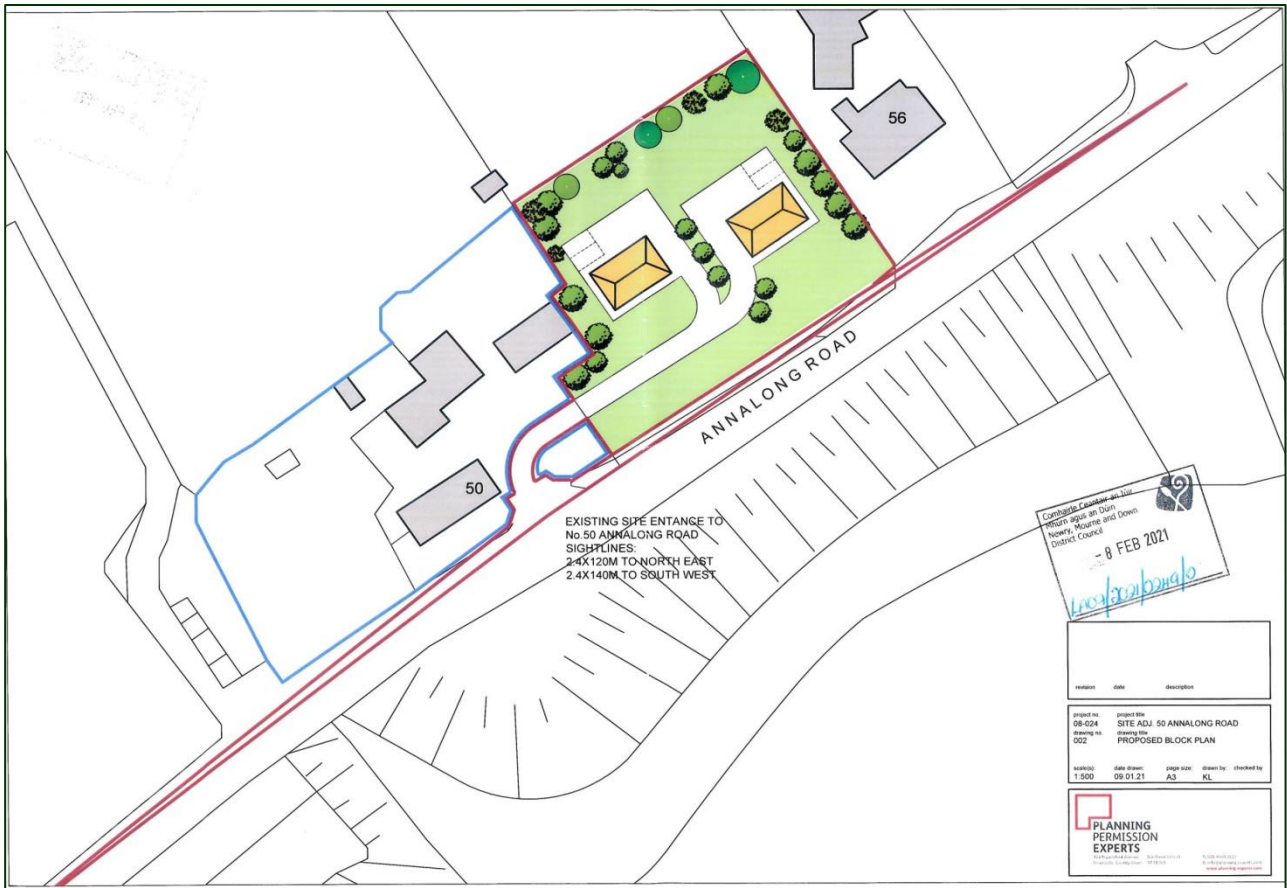 56
50
ANNALONG ROAD
EXISTING SITE ENTANCE TO
No.50 ANNALONG ROAD
SIGHTLINES:
2.4X120M TO NORTH EAST
2.4X140M TO SOUTH WEST
Comhairle Ceantair an Iúir
Mhúrn agus an Dúin
Newry, Mourne and Down
District Council
8 FEB 2021
revision date description
project no. project title
08-024 SITE ADJ. 50 ANNALONG ROAD
drawing no. drawing title
002 PROPOSED BLOCK PLAN
scale(s): date drawn: page size: drawn by: checked by
1:500 09.01.21 A3 KL
PLANNING
PERMISSION
EXPERTS